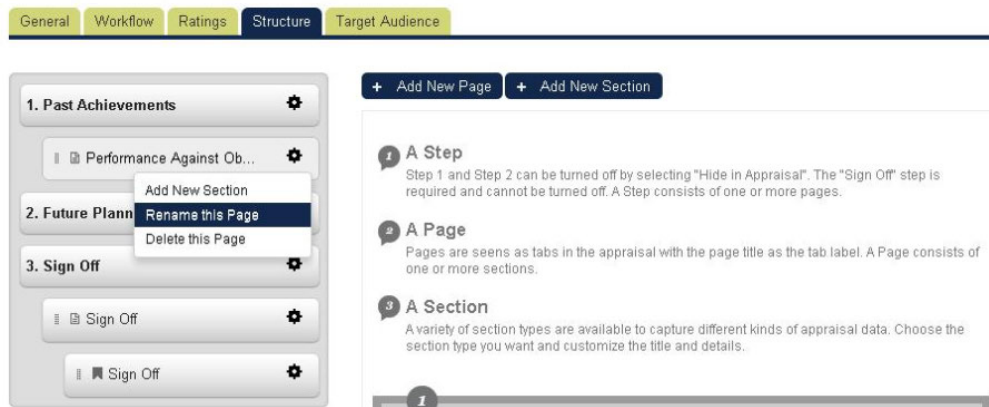 General Workflow Ratings Structure Target Audience
+ Add New Page + Add New Section
1. Past Achievements
Performance Against Ob...
Add New Section
Rename this Page
Delete this Page
2. Future Plann
3. Sign Off
Sign Off
Sign Off
1 A Step
Step 1 and Step 2 can be turned off by selecting "Hide in Appraisal". The "Sign Off" step is
required and cannot be turned off. A Step consists of one or more pages.
2 A Page
Pages are seens as tabs in the appraisal with the page title as the tab label. A Page consists of
one or more sections.
3 A Section
A variety of section types are available to capture different kinds of appraisal data. Choose the
section type you want and customize the title and details.
1